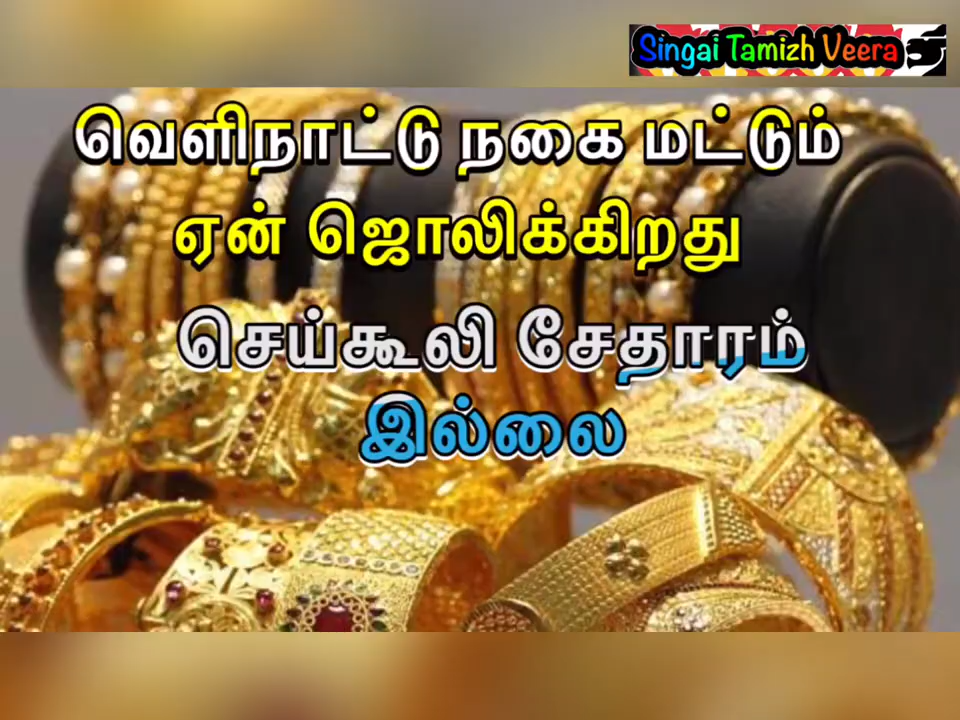 Singai Tamizh Veera
வெளிநாட்டு நகை மட்டும்
ஏன் ஜொலிக்கிறது
செய்கூலி சேதாரம்
இல்லை